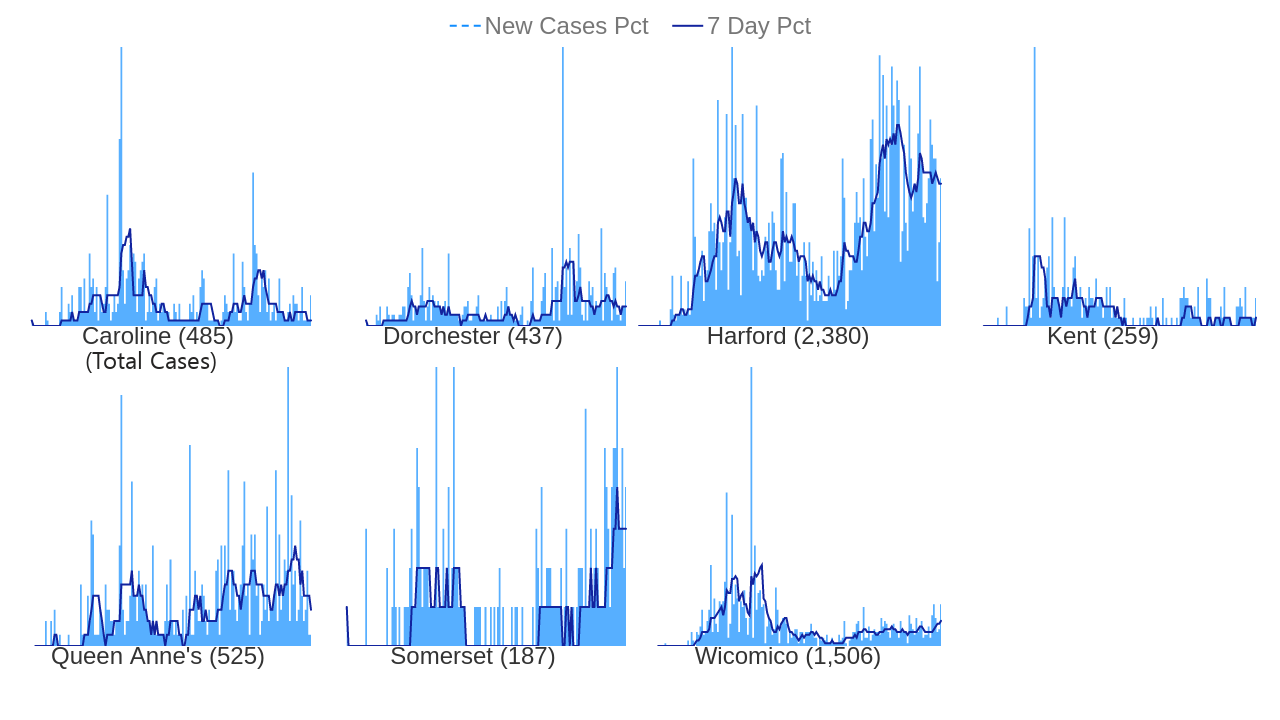 New Cases Pct 7 Day Pct
Caroline (485) Dorchester (437) Harford (2,380) Kent (259)
(Total Cases)
Queen Anne's (525) Somerset (187) Wicomico (1,506)